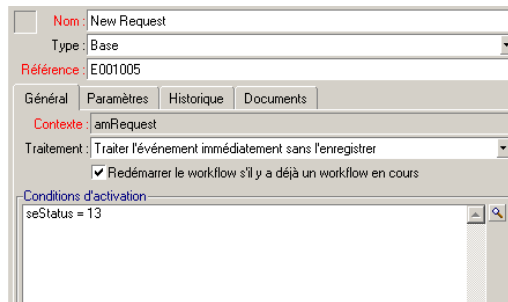 Nom : New Request
Type : Base
Référence : E001005
Général Paramètres Historique Documents
Contexte : amRequest
Traitement : Traiter l'événement immédiatement sans l'enregistrer
Redémarrer le workflow s'il y a déjà un workflow en cours
Conditions d'activation
seStatus = 13